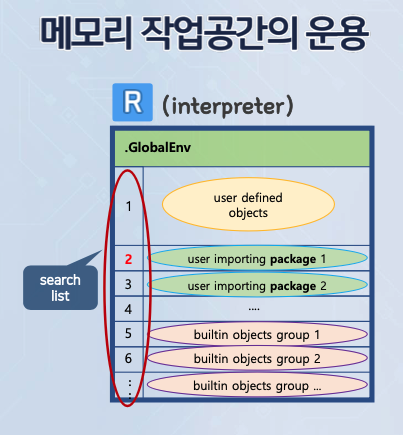 메모리 작업공간의 운용
R (interpreter)
.GlobalEnv
1 user defined
objects
2 user importing package 1
search
list
3 user importing package 2
4 ....
5 builtin objects group 1
6 builtin objects group 2
: builtin objects group ...
: